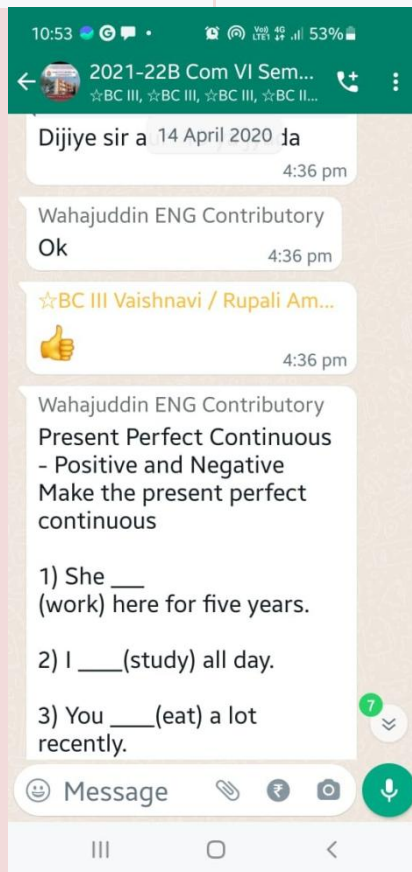 10:53
Vo)) 4G
LTE1
53%
2021-22B Com VI Sem...
☆BC III, ☆BC III, ☆BC III, ☆BC II...
Dijiye sir a
14 April 2020
da
4:36 pm
Wahajuddin ENG Contributory
Ok
4:36 pm
☆BC III Vaishnavi / Rupali Am...
👍
4:36 pm
Wahajuddin ENG Contributory
Present Perfect Continuous
- Positive and Negative
Make the present perfect
continuous
1) She ___
(work) here for five years.
2) I ____(study) all day.
3) You ____(eat) a lot
recently.
7
Message